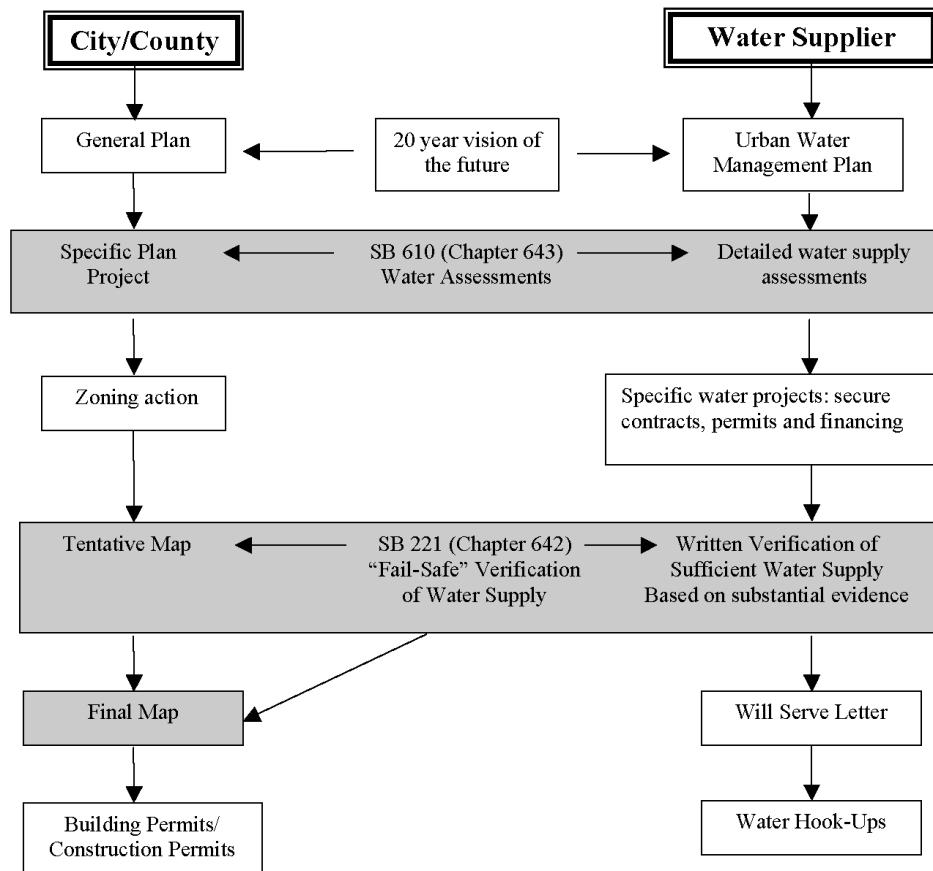 City/County
Water Supplier
General Plan
20 year vision of
the future
Urban Water
Management Plan
Specific Plan
Project
SB 610 (Chapter 643)
Water Assessments
Detailed water supply
assessments
Zoning action
Specific water projects: secure
contracts, permits and financing
Tentative Map
SB 221 (Chapter 642)
“Fail-Safe” Verification
of Water Supply
Written Verification of
Sufficient Water Supply
Based on substantial evidence
Final Map
Will Serve Letter
Building Permits/
Construction Permits
Water Hook-Ups